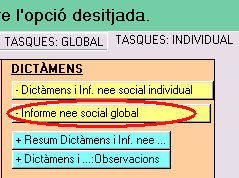 re l'opció desitjada.
TASQUES: GLOBAL TASQUES: INDIVIDUAL
DICTÀMENS
- Dictàmens i Inf. nee social individual
- Informe nee social global
+ Resum Dictàmens i Inf. nee ...
+ Dictàmens i ...:Observacions